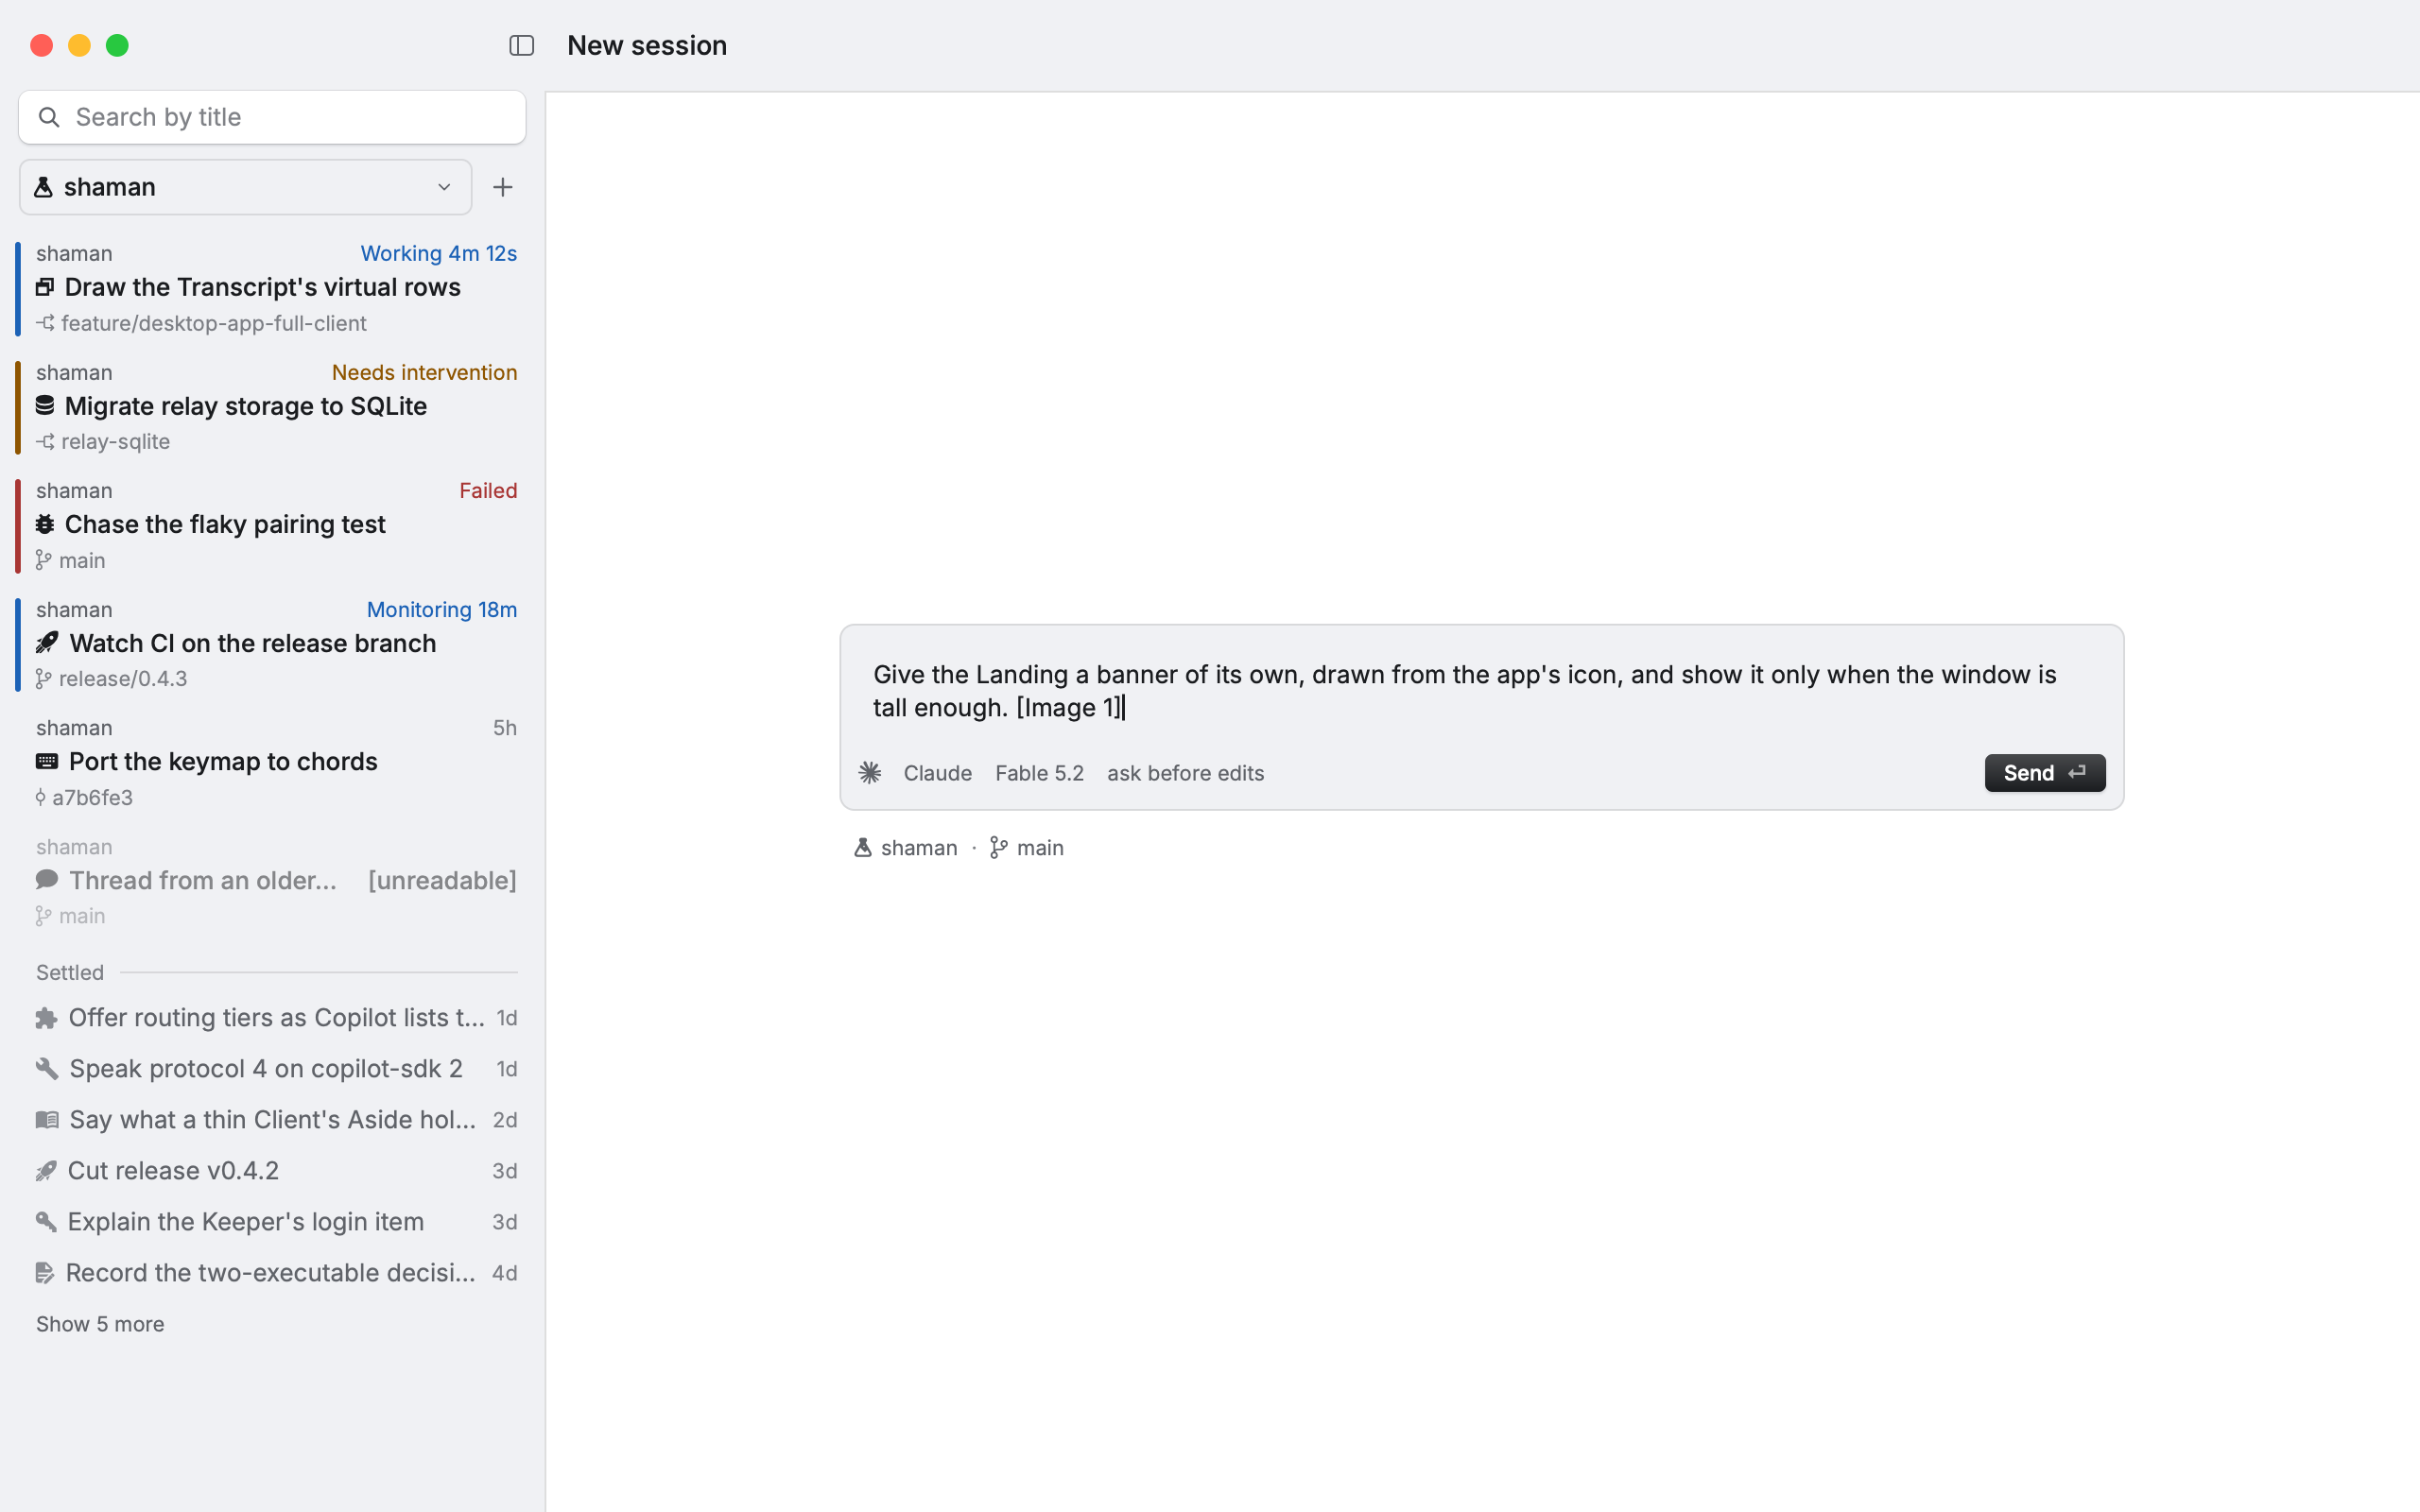 New session
Search by title
shaman
shaman Working 4m 12s
Draw the Transcript's virtual rows
feature/desktop-app-full-client
shaman Needs intervention
Migrate relay storage to SQLite
relay-sqlite
shaman Failed
Chase the flaky pairing test
main
shaman Monitoring 18m
Watch CI on the release branch
release/0.4.3
shaman 5h
Port the keymap to chords
a7b6fe3
shaman
Thread from an older... [unreadable]
main
Settled
Offer routing tiers as Copilot lists t... 1d
Speak protocol 4 on copilot-sdk 2 1d
Say what a thin Client's Aside hol... 2d
Cut release v0.4.2 3d
Explain the Keeper's login item 3d
Record the two-executable decisi... 4d
Show 5 more
Give the Landing a banner of its own, drawn from the app's icon, and show it only when the window is
tall enough. [Image 1]
Claude Fable 5.2 ask before edits Send
shaman · main